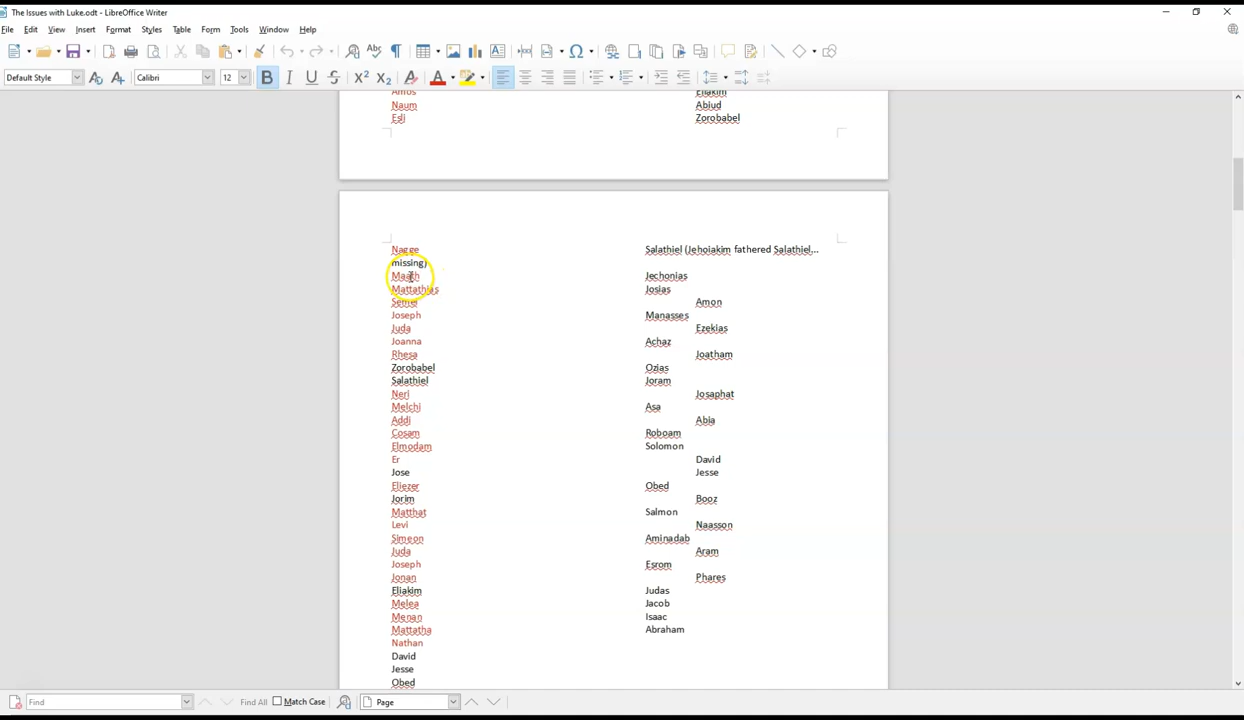 The Issues with Luke.odt - LibreOffice Writer
File Edit View Insert Format Styles Table Form Tools Window Help
Default Style Calibri 12
Amos Eliakim
Naum Abiud
Esli Zorobabel
Nagge Salathiel (Jehoiakim fathered Salathiel...
missing)
Maath Jechonias
Mattathias Josias
Semei Amon
Joseph Manasses
Juda Ezekias
Joanna Achaz
Rhesa Joatham
Zorobabel Ozias
Salathiel Joram
Neri Josaphat
Melchi Asa
Addi Abia
Cosam Roboam
Elmodam Solomon
Er David
Jose Jesse
Eliezer Obed
Jorim Booz
Matthat Salmon
Levi Naasson
Simeon Aminadab
Juda Aram
Joseph Esrom
Jonan Phares
Eliakim Judas
Melea Jacob
Menan Isaac
Mattatha Abraham
Nathan
David
Jesse
Obed
Find Find All Match Case Page